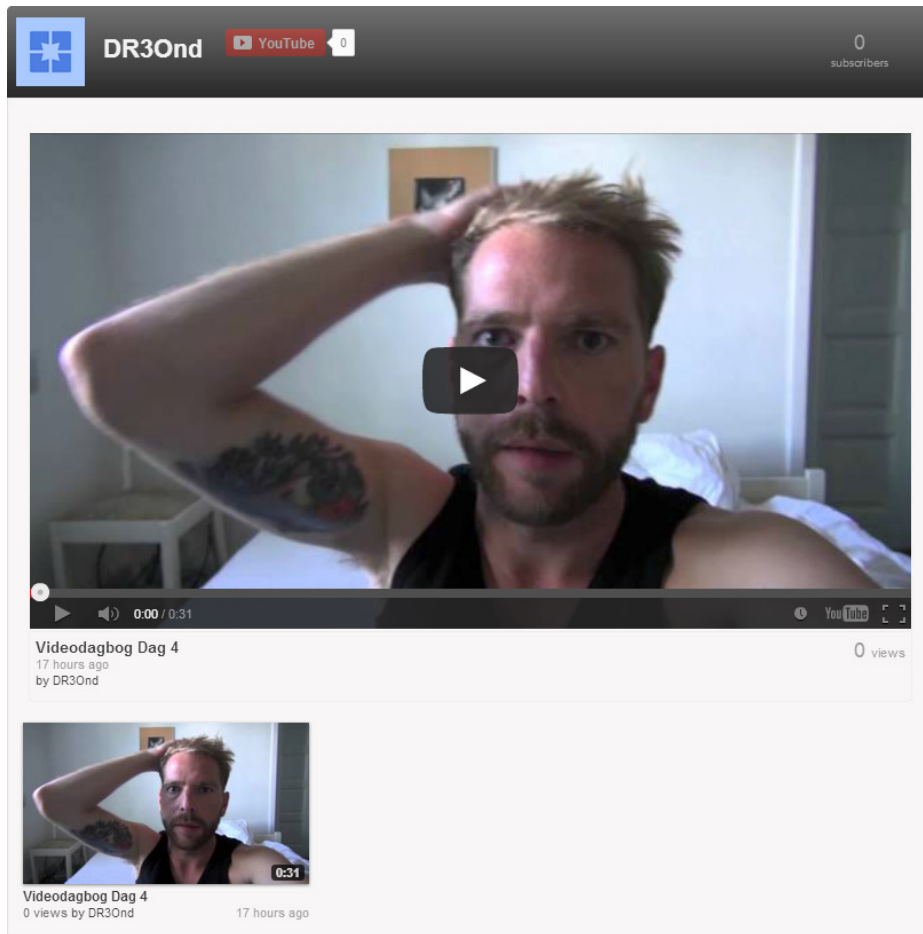 DR3Ond
YouTube
0
0
subscribers
0:00 / 0:31
YouTube
Videodagbog Dag 4
17 hours ago
by DR3Ond
0 views
0:31
Videodagbog Dag 4
0 views by DR3Ond
17 hours ago